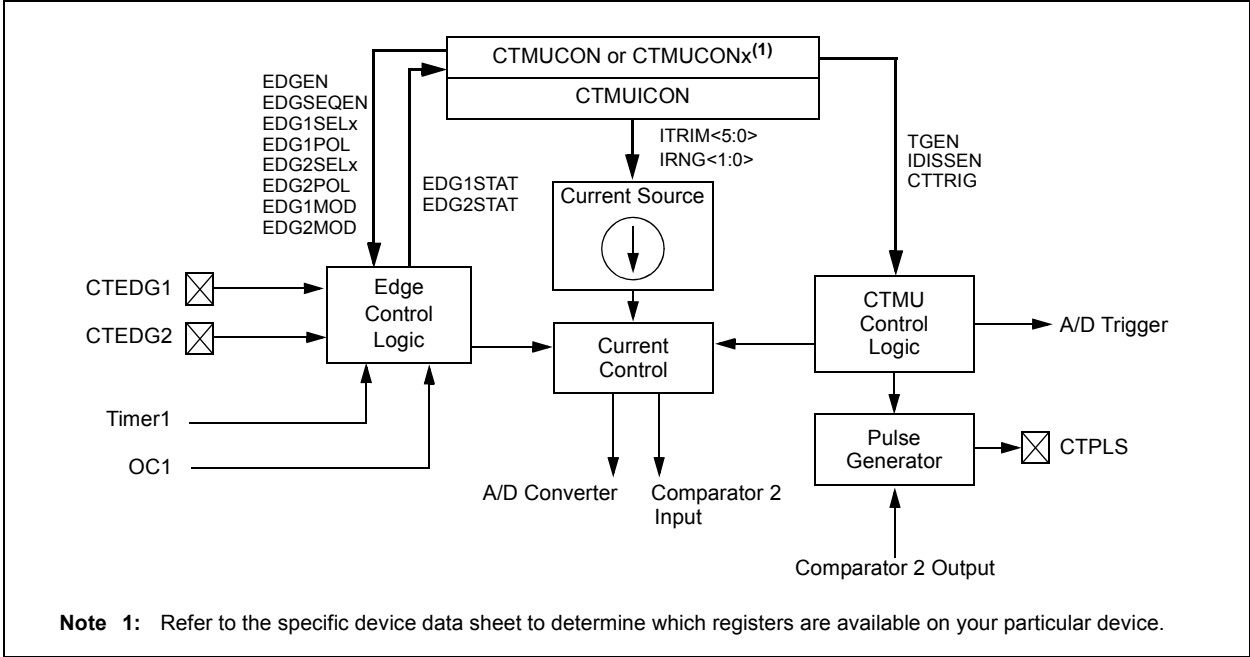 CTMUCON or CTMUCONx(1)
CTMUICON
EDGEN
EDGSEQEN
EDG1SELx
EDG1POL
EDG2SELx
EDG2POL
EDG1MOD
EDG2MOD
EDG1STAT
EDG2STAT
ITRIM<5:0>
IRNG<1:0>
TGEN
IDISSEN
CTTRIG
Current Source
CTEDG1
CTEDG2
Edge
Control
Logic
Current
Control
CTMU
Control
Logic
A/D Trigger
Timer1
OC1
Pulse
Generator
CTPLS
A/D Converter
Comparator 2
Input
Comparator 2 Output
Note 1: Refer to the specific device data sheet to determine which registers are available on your particular device.